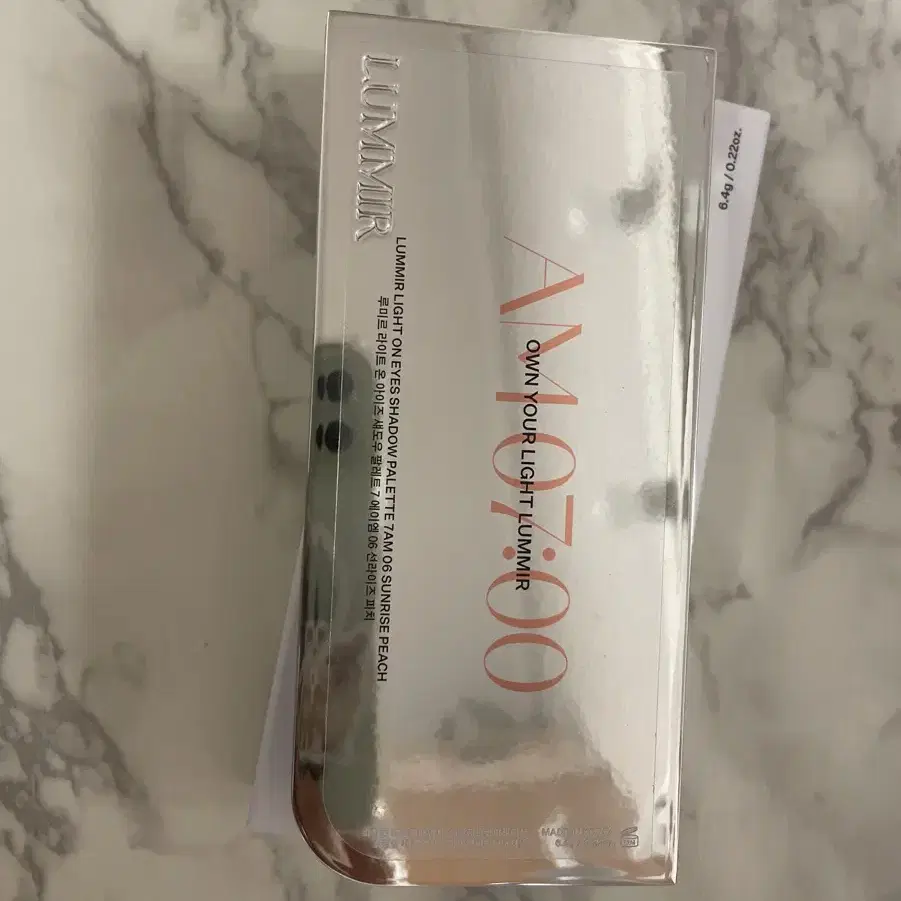 LUMMIR
LUMMIR LIGHT ON EYES SHADOW PALETTE 7AM 06 SUNRISE PEACH
루미르 라이트 온 아이즈 섀도우 팔레트 7 에이엠 06 선라이즈 피치
AM 07:00
OWN YOUR LIGHT LUMMIR
6.4g / 0.22oz.